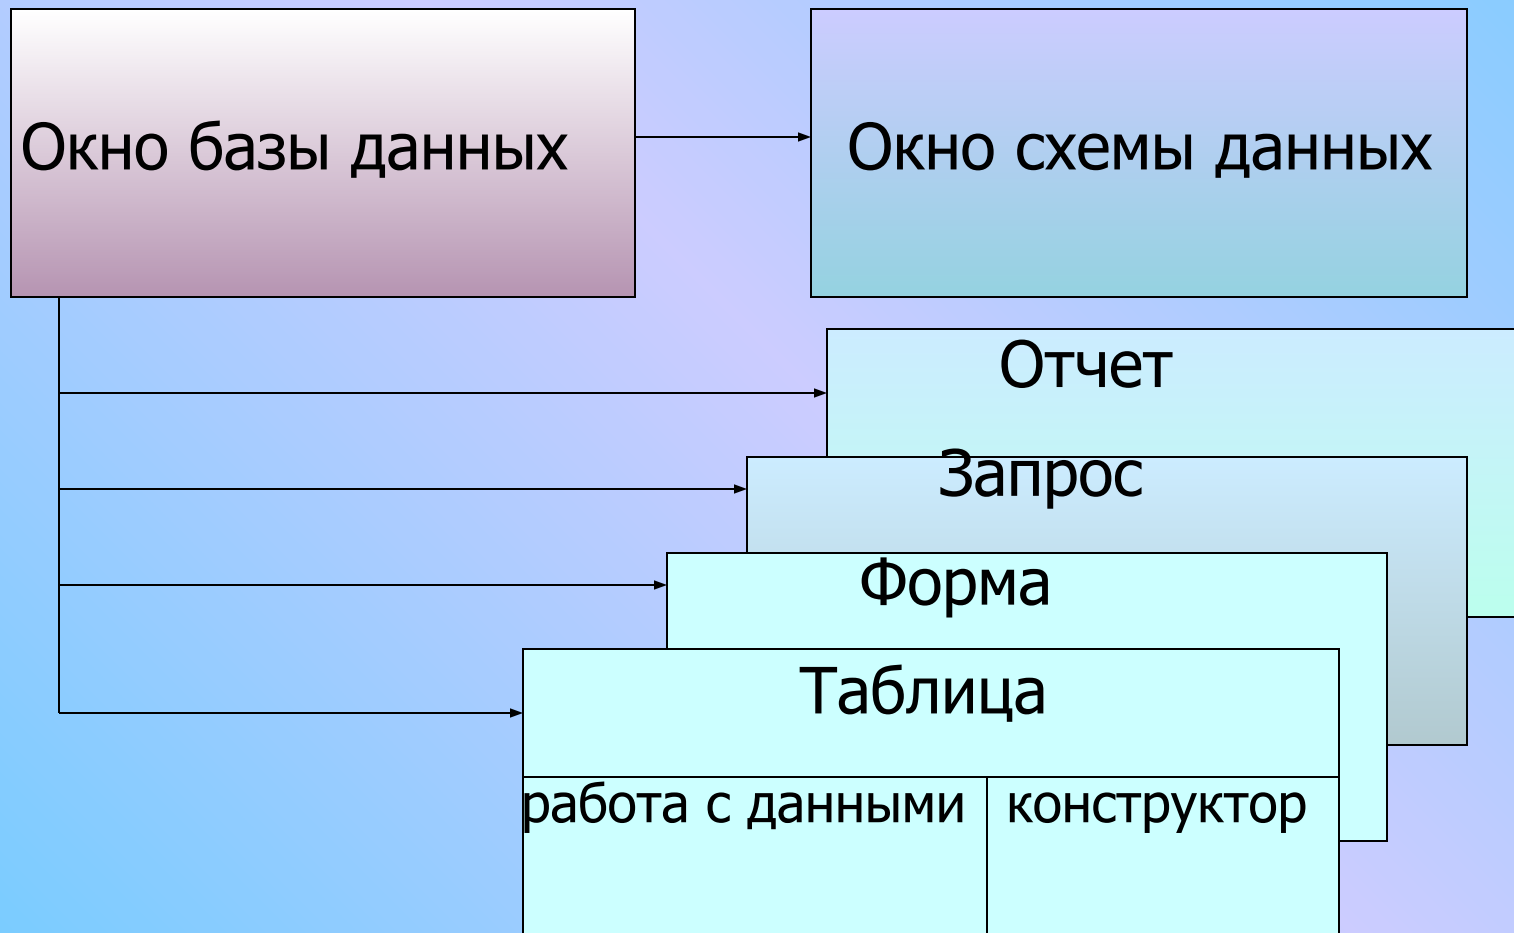 Окно базы данных
Окно схемы данных
Отчет
Запрос
Форма
Таблица
работа с данными
конструктор